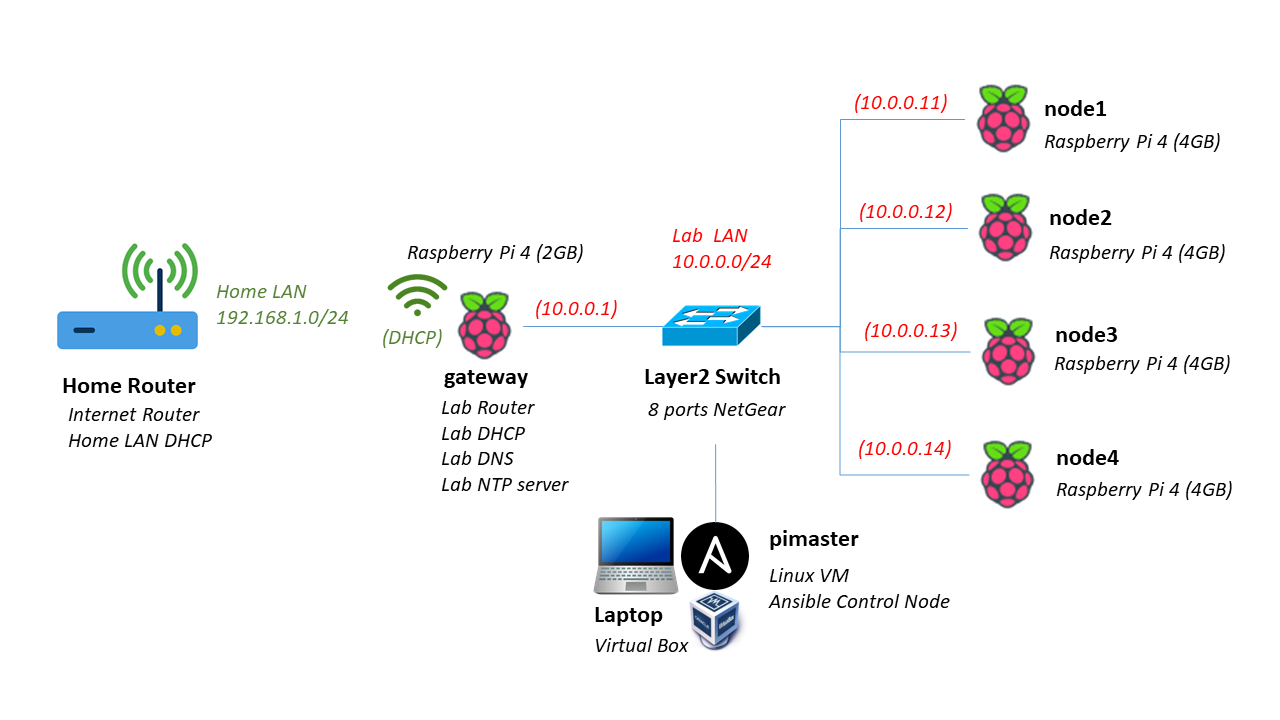 (10.0.0.11)
node1
Raspberry Pi 4 (4GB)
(10.0.0.12)
node2
Raspberry Pi 4 (4GB)
Lab LAN
10.0.0.0/24
Raspberry Pi 4 (2GB)
Home LAN
192.168.1.0/24
(DHCP)
(10.0.0.1)
(10.0.0.13)
node3
Raspberry Pi 4 (4GB)
Home Router
Internet Router
Home LAN DHCP
gateway
Lab Router
Lab DHCP
Lab DNS
Lab NTP server
Layer2 Switch
8 ports NetGear
(10.0.0.14)
node4
Raspberry Pi 4 (4GB)
pimaster
Linux VM
Ansible Control Node
Laptop
Virtual Box